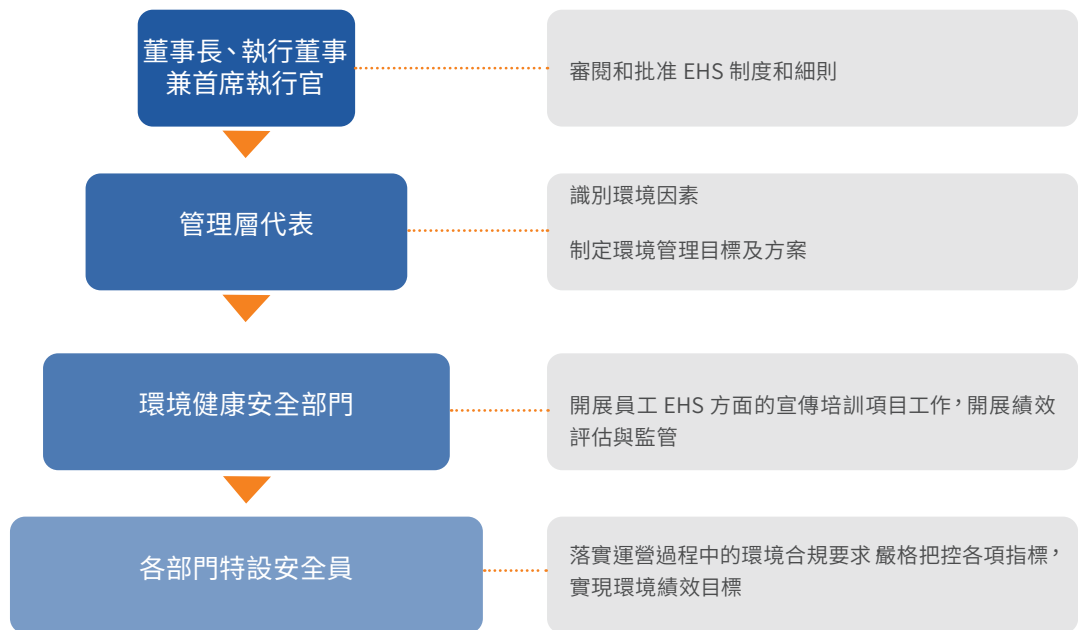 董事長、執行董事
兼首席執行官
審閱和批准 EHS 制度和細則
管理層代表
識別環境因素
制定環境管理目標及方案
環境健康安全部門
開展員工 EHS 方面的宣傳培訓項目工作，開展績效
評估與監管
各部門特設安全員
落實運營過程中的環境合規要求 嚴格把控各項指標，
實現環境績效目標